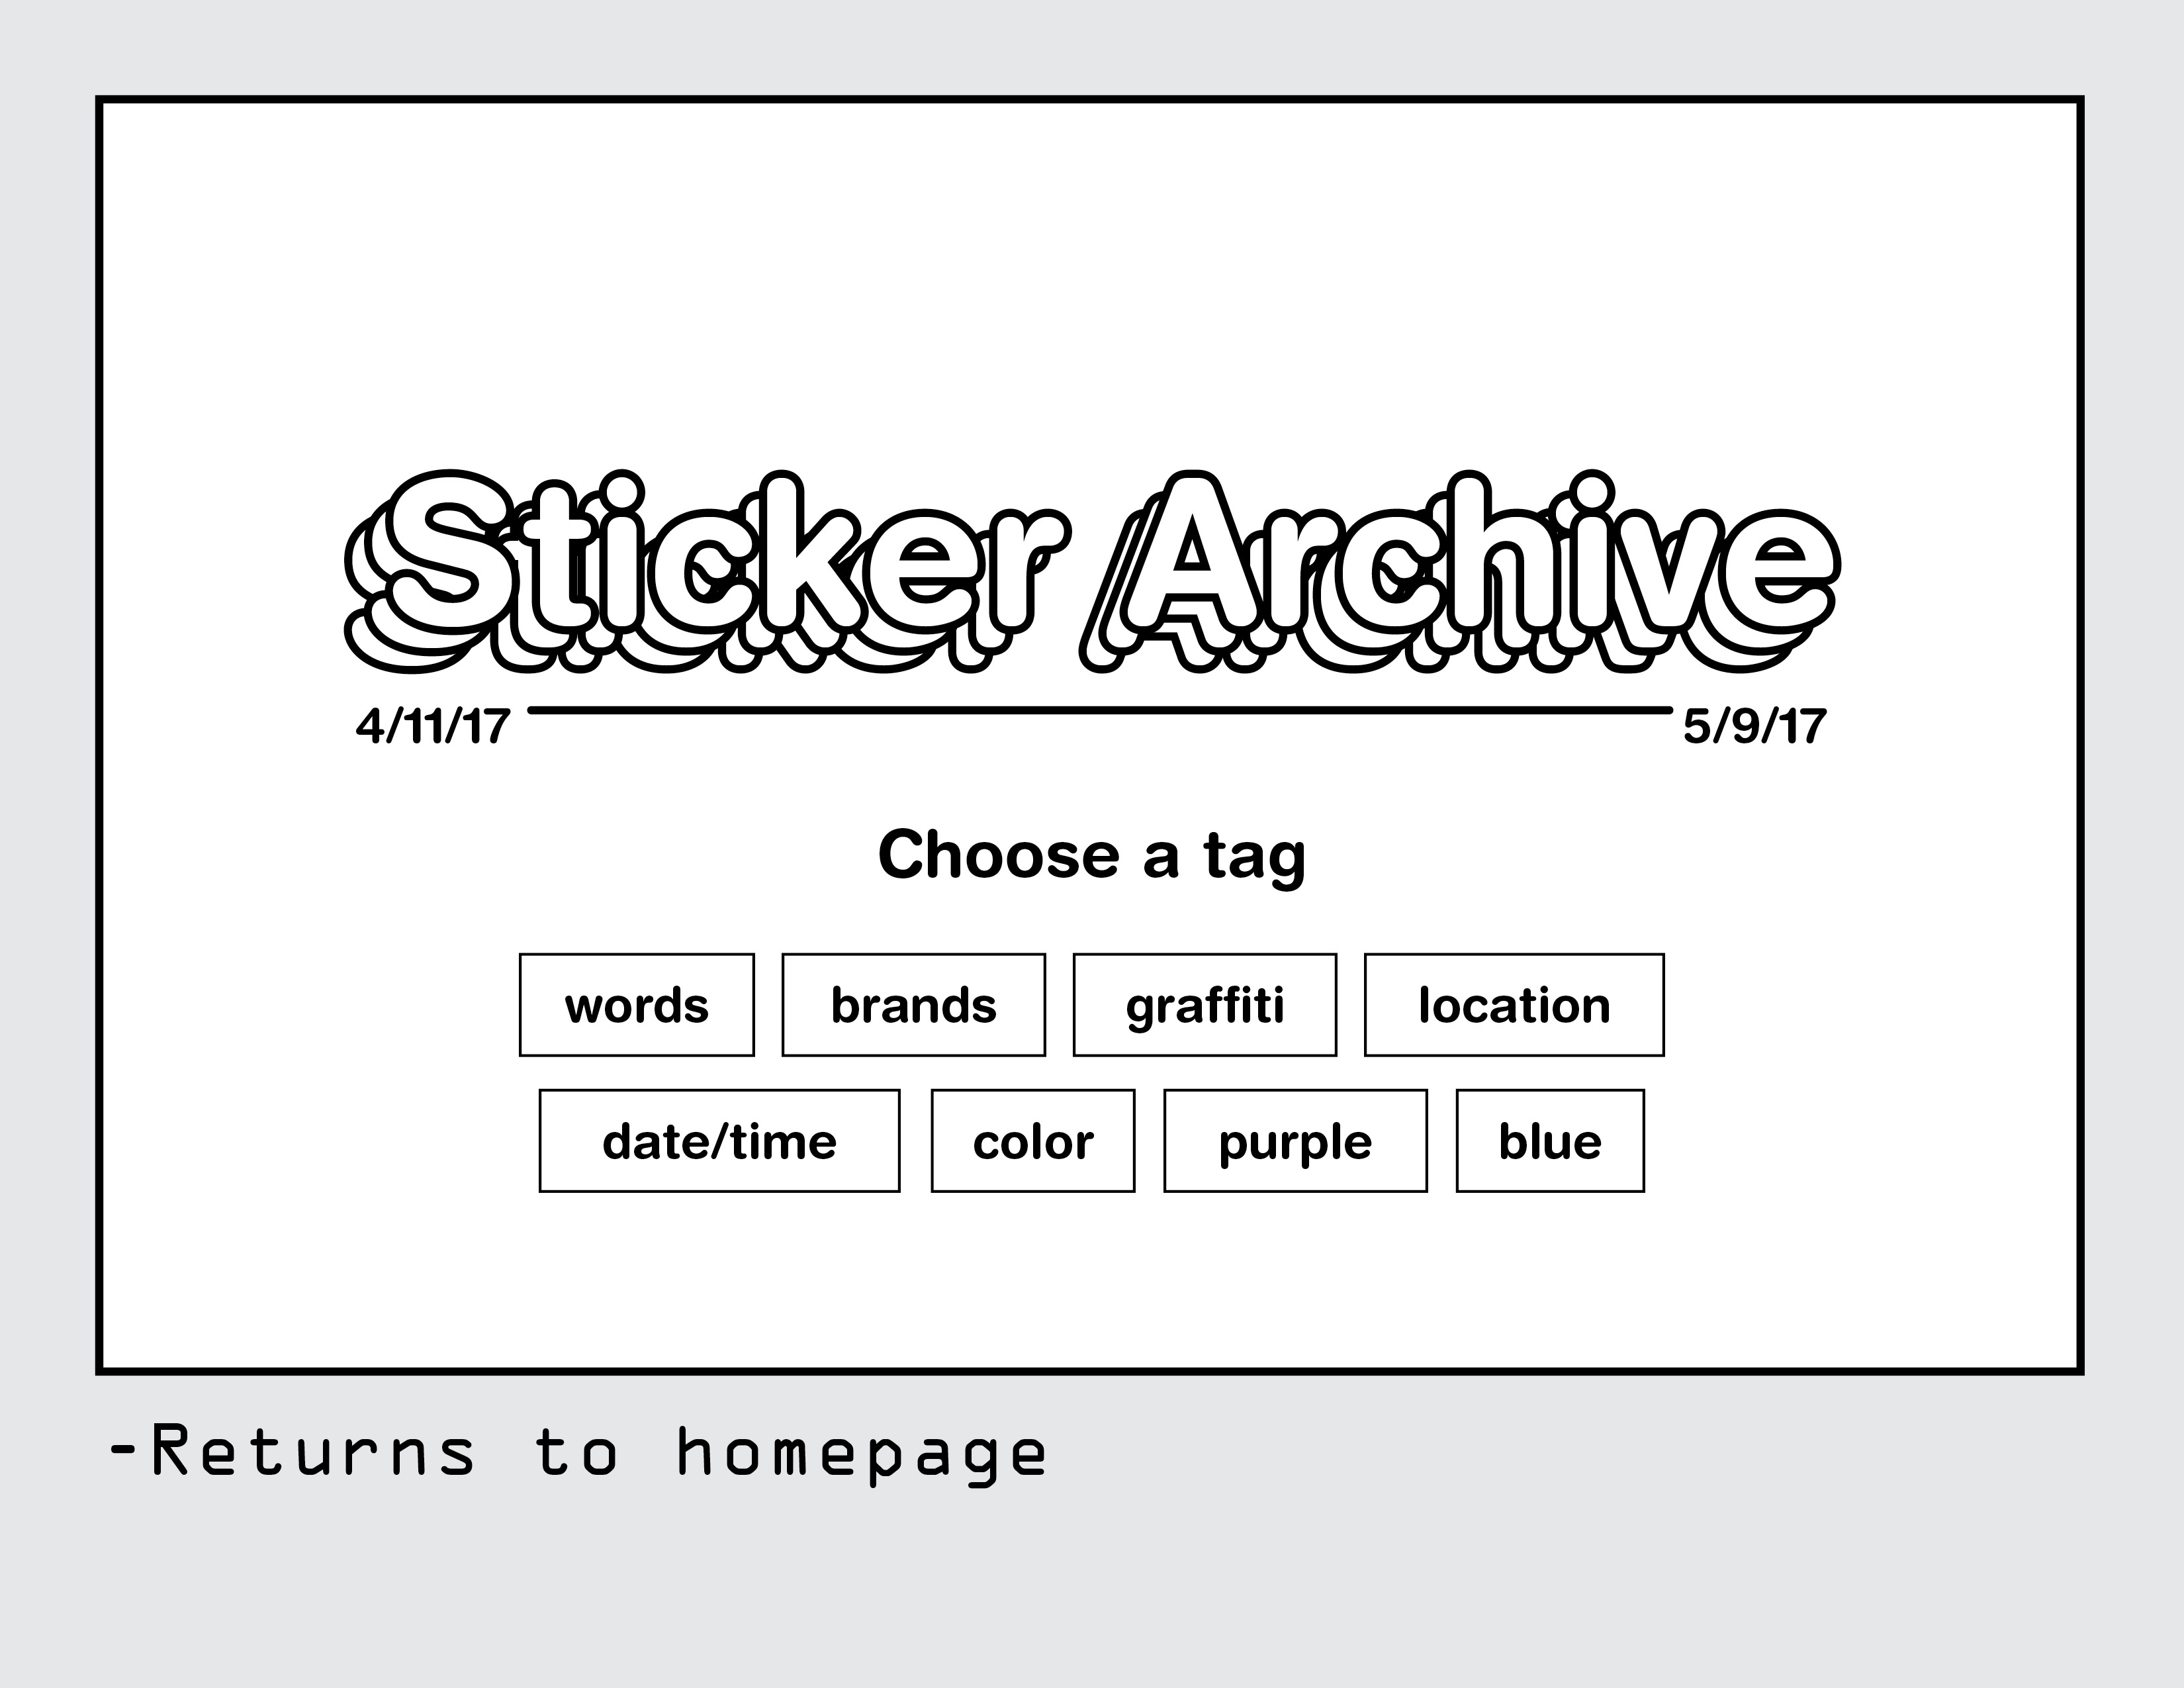 Sticker Archive
4/11/17 5/9/17
Choose a tag
words brands graffiti location
date/time color purple blue
-Returns to homepage